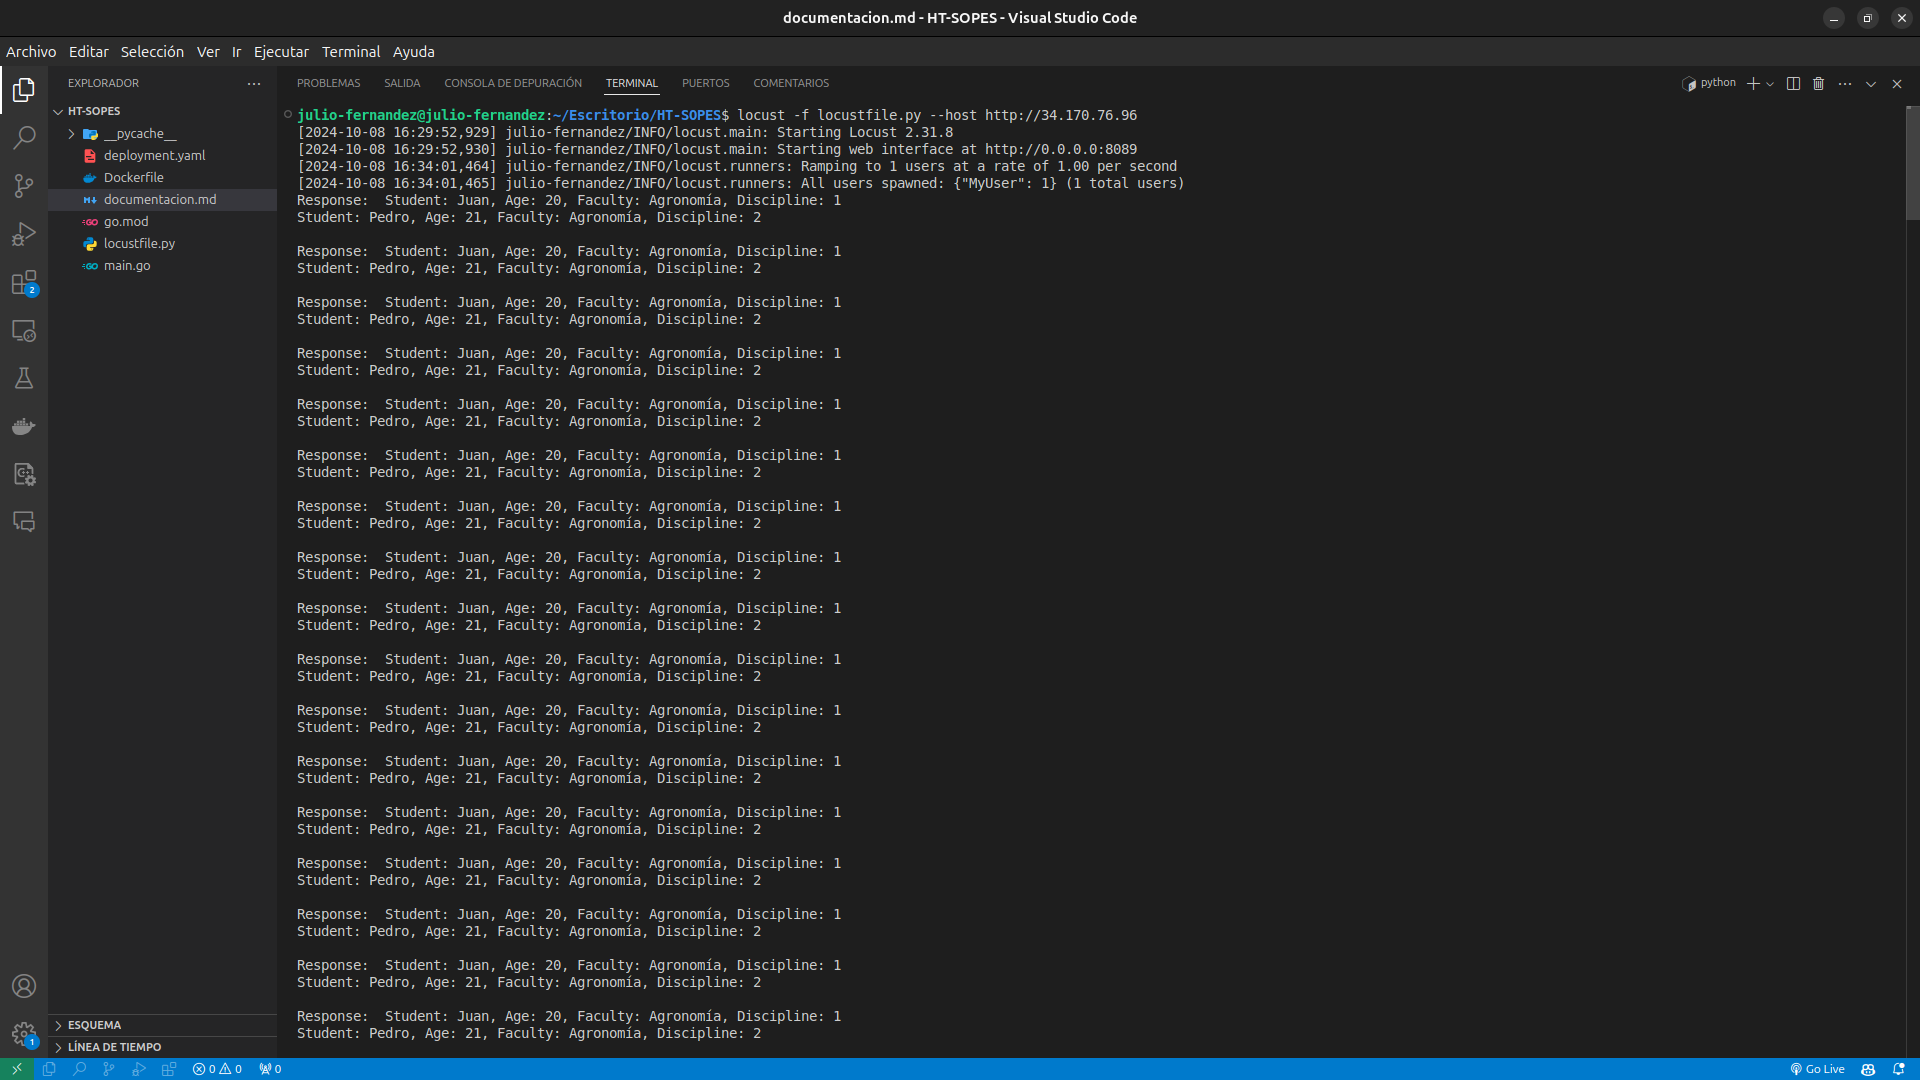 documentacion.md - HT-SOPES - Visual Studio Code
Archivo Editar Selección Ver Ir Ejecutar Terminal Ayuda
EXPLORADOR
HT-SOPES
__pycache__
deployment.yaml
Dockerfile
documentacion.md
go.mod
locustfile.py
main.go
ESQUEMA
LÍNEA DE TIEMPO
PROBLEMAS SALIDA CONSOLA DE DEPURACIÓN TERMINAL PUERTOS COMENTARIOS
python
julio-fernandez@julio-fernandez:~/Escritorio/HT-SOPES$ locust -f locustfile.py --host http://34.170.76.96
[2024-10-08 16:29:52,929] julio-fernandez/INFO/locust.main: Starting Locust 2.31.8
[2024-10-08 16:29:52,930] julio-fernandez/INFO/locust.main: Starting web interface at http://0.0.0.0:8089
[2024-10-08 16:34:01,464] julio-fernandez/INFO/locust.runners: Ramping to 1 users at a rate of 1.00 per second
[2024-10-08 16:34:01,465] julio-fernandez/INFO/locust.runners: All users spawned: {"MyUser": 1} (1 total users)
Response:  Student: Juan, Age: 20, Faculty: Agronomía, Discipline: 1
Student: Pedro, Age: 21, Faculty: Agronomía, Discipline: 2
Response:  Student: Juan, Age: 20, Faculty: Agronomía, Discipline: 1
Student: Pedro, Age: 21, Faculty: Agronomía, Discipline: 2
Response:  Student: Juan, Age: 20, Faculty: Agronomía, Discipline: 1
Student: Pedro, Age: 21, Faculty: Agronomía, Discipline: 2
Response:  Student: Juan, Age: 20, Faculty: Agronomía, Discipline: 1
Student: Pedro, Age: 21, Faculty: Agronomía, Discipline: 2
Response:  Student: Juan, Age: 20, Faculty: Agronomía, Discipline: 1
Student: Pedro, Age: 21, Faculty: Agronomía, Discipline: 2
Response:  Student: Juan, Age: 20, Faculty: Agronomía, Discipline: 1
Student: Pedro, Age: 21, Faculty: Agronomía, Discipline: 2
Response:  Student: Juan, Age: 20, Faculty: Agronomía, Discipline: 1
Student: Pedro, Age: 21, Faculty: Agronomía, Discipline: 2
Response:  Student: Juan, Age: 20, Faculty: Agronomía, Discipline: 1
Student: Pedro, Age: 21, Faculty: Agronomía, Discipline: 2
Response:  Student: Juan, Age: 20, Faculty: Agronomía, Discipline: 1
Student: Pedro, Age: 21, Faculty: Agronomía, Discipline: 2
Response:  Student: Juan, Age: 20, Faculty: Agronomía, Discipline: 1
Student: Pedro, Age: 21, Faculty: Agronomía, Discipline: 2
Response:  Student: Juan, Age: 20, Faculty: Agronomía, Discipline: 1
Student: Pedro, Age: 21, Faculty: Agronomía, Discipline: 2
Response:  Student: Juan, Age: 20, Faculty: Agronomía, Discipline: 1
Student: Pedro, Age: 21, Faculty: Agronomía, Discipline: 2
Response:  Student: Juan, Age: 20, Faculty: Agronomía, Discipline: 1
Student: Pedro, Age: 21, Faculty: Agronomía, Discipline: 2
Response:  Student: Juan, Age: 20, Faculty: Agronomía, Discipline: 1
Student: Pedro, Age: 21, Faculty: Agronomía, Discipline: 2
Response:  Student: Juan, Age: 20, Faculty: Agronomía, Discipline: 1
Student: Pedro, Age: 21, Faculty: Agronomía, Discipline: 2
Response:  Student: Juan, Age: 20, Faculty: Agronomía, Discipline: 1
Student: Pedro, Age: 21, Faculty: Agronomía, Discipline: 2
Response:  Student: Juan, Age: 20, Faculty: Agronomía, Discipline: 1
Student: Pedro, Age: 21, Faculty: Agronomía, Discipline: 2
2
1
0 0 0
Go Live